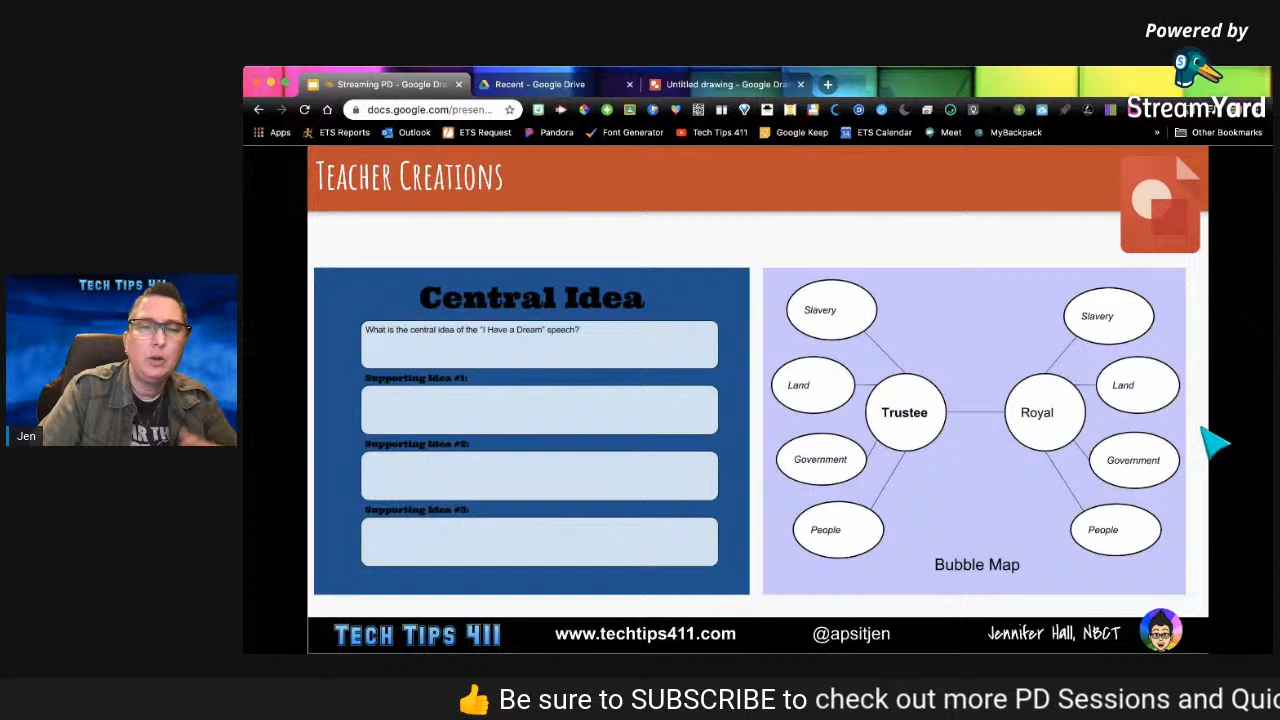 Powered by
StreamYard
Streaming PD - Google Dra
Recent - Google Drive
Untitled drawing - Google Dra
docs.google.com/presen...
Apps
ETS Reports
Outlook
ETS Request
Pandora
Font Generator
Tech Tips 411
Google Keep
ETS Calendar
Meet
MyBackpack
»
Other Bookmarks
Teacher Creations
Central Idea
What is the central idea of the "I Have a Dream" speech?
Supporting Idea #1:
Supporting Idea #2:
Supporting Idea #3:
Slavery
Land
Government
People
Trustee
Royal
Slavery
Land
Government
People
Bubble Map
Tech Tips 411
Jen
Tech Tips 411
www.techtips411.com
@apsitjen
Jennifer Hall, NBCT
👍 Be sure to SUBSCRIBE to check out more PD Sessions and Quic